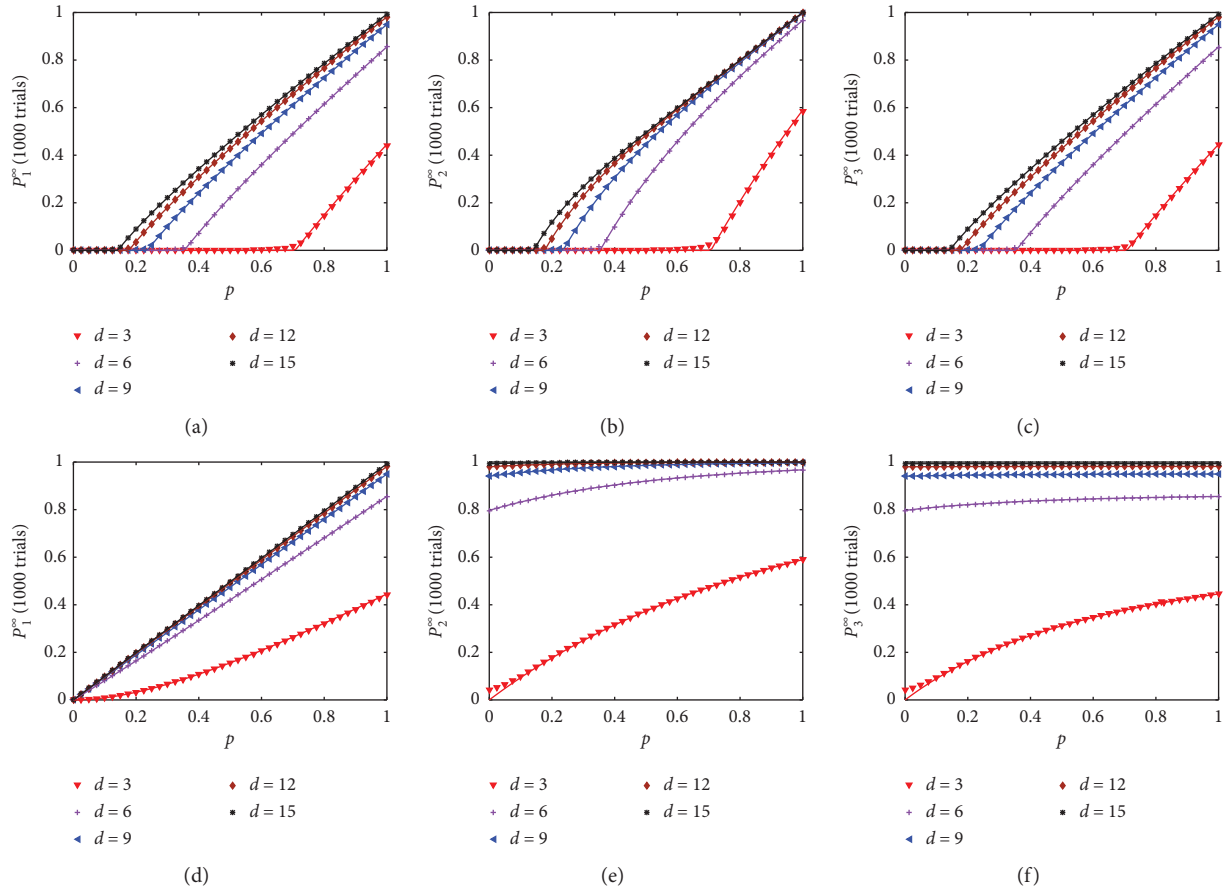 1
0.8
0.6
0.4
0.2
0
P₁^∞ (1000 trials)
0 0.2 0.4 0.6 0.8 1
p
d = 3 d = 12
d = 6 d = 15
d = 9
(a)
1
0.8
0.6
0.4
0.2
0
P₂^∞ (1000 trials)
0 0.2 0.4 0.6 0.8 1
p
d = 3 d = 12
d = 6 d = 15
d = 9
(b)
1
0.8
0.6
0.4
0.2
0
P₃^∞ (1000 trials)
0 0.2 0.4 0.6 0.8 1
p
d = 3 d = 12
d = 6 d = 15
d = 9
(c)
1
0.8
0.6
0.4
0.2
0
P₁^∞ (1000 trials)
0 0.2 0.4 0.6 0.8 1
p
d = 3 d = 12
d = 6 d = 15
d = 9
(d)
1
0.8
0.6
0.4
0.2
0
P₂^∞ (1000 trials)
0 0.2 0.4 0.6 0.8 1
p
d = 3 d = 12
d = 6 d = 15
d = 9
(e)
1
0.8
0.6
0.4
0.2
0
P₃^∞ (1000 trials)
0 0.2 0.4 0.6 0.8 1
p
d = 3 d = 12
d = 6 d = 15
d = 9
(f)